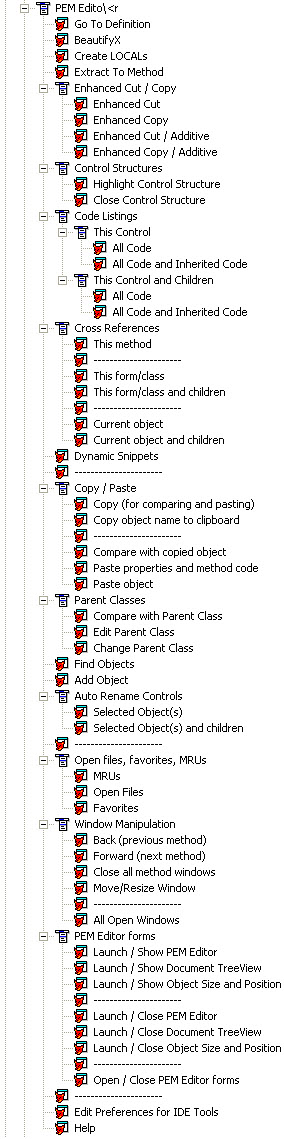 PEM Edito\<r
Go To Definition
BeautifyX
Create LOCALs
Extract To Method
Enhanced Cut / Copy
Enhanced Cut
Enhanced Copy
Enhanced Cut / Additive
Enhanced Copy / Additive
Control Structures
Highlight Control Structure
Close Control Structure
Code Listings
This Control
All Code
All Code and Inherited Code
This Control and Children
All Code
All Code and Inherited Code
Cross References
This method
----------------------
This form/class
This form/class and children
----------------------
Current object
Current object and children
Dynamic Snippets
----------------------
Copy / Paste
Copy (for comparing and pasting)
Copy object name to clipboard
----------------------
Compare with copied object
Paste properties and method code
Paste object
Parent Classes
Compare with Parent Class
Edit Parent Class
Change Parent Class
Find Objects
Add Object
Auto Rename Controls
Selected Object(s)
Selected Object(s) and children
----------------------
Open files, favorites, MRUs
MRUs
Open Files
Favorites
Window Manipulation
Back (previous method)
Forward (next method)
Close all method windows
Move/Resize Window
----------------------
All Open Windows
PEM Editor forms
Launch / Show PEM Editor
Launch / Show Document TreeView
Launch / Show Object Size and Position
----------------------
Launch / Close PEM Editor
Launch / Close Document TreeView
Launch / Close Object Size and Position
----------------------
Open / Close PEM Editor forms
----------------------
Edit Preferences for IDE Tools
Help